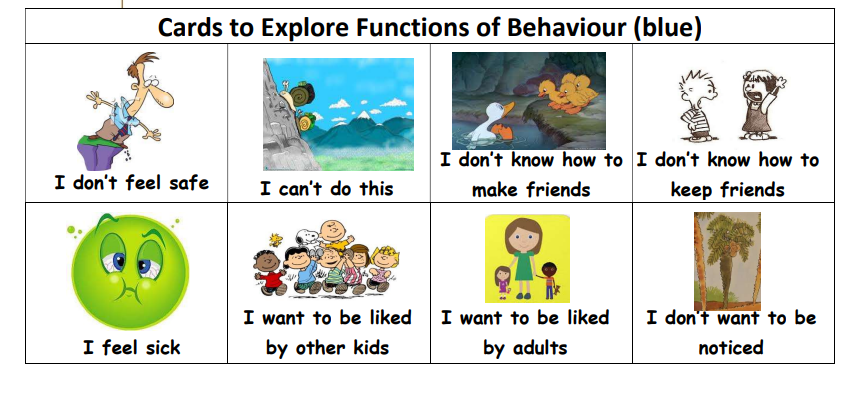 Cards to Explore Functions of Behaviour (blue)
I don't feel safe
I can't do this
I don't know how to
make friends
I don't know how to
keep friends
I feel sick
I want to be liked
by other kids
I want to be liked
by adults
I don't want to be
noticed